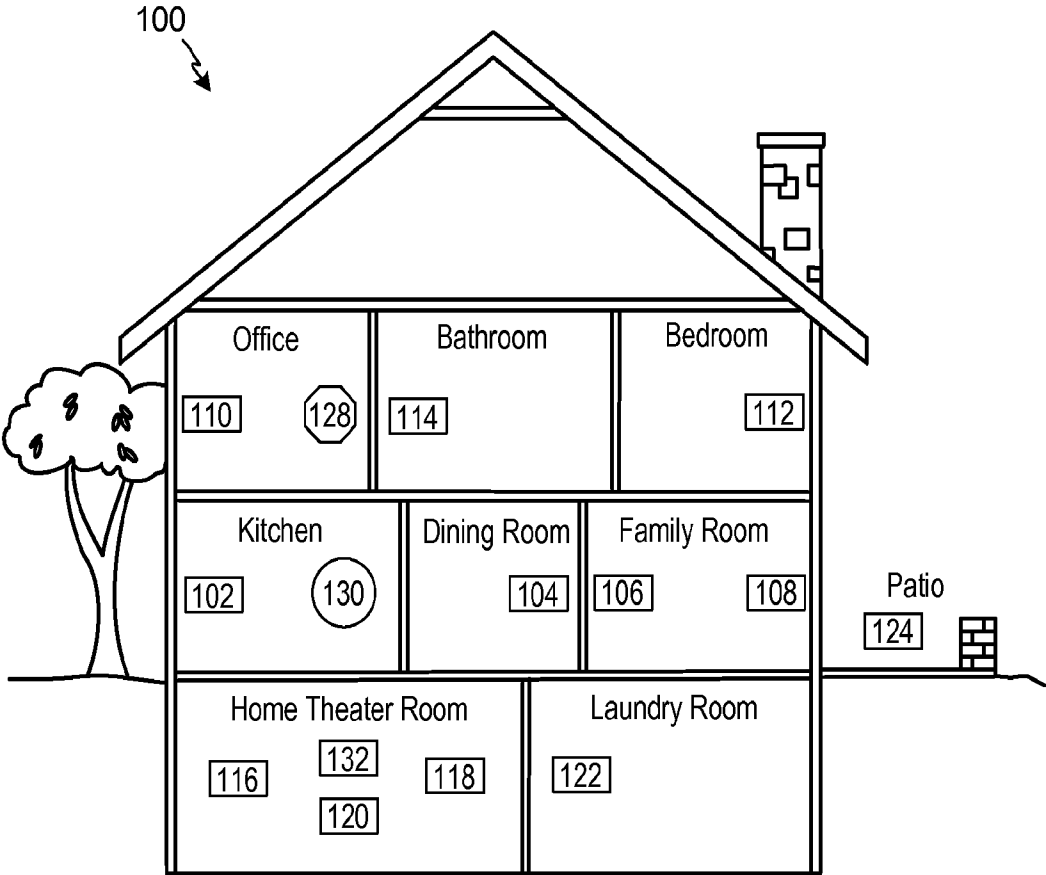 100
Office
Bathroom
Bedroom
110
128
114
112
Kitchen
Dining Room
Family Room
102
130
104
106
108
Patio
124
Home Theater Room
Laundry Room
116
132
118
122
120